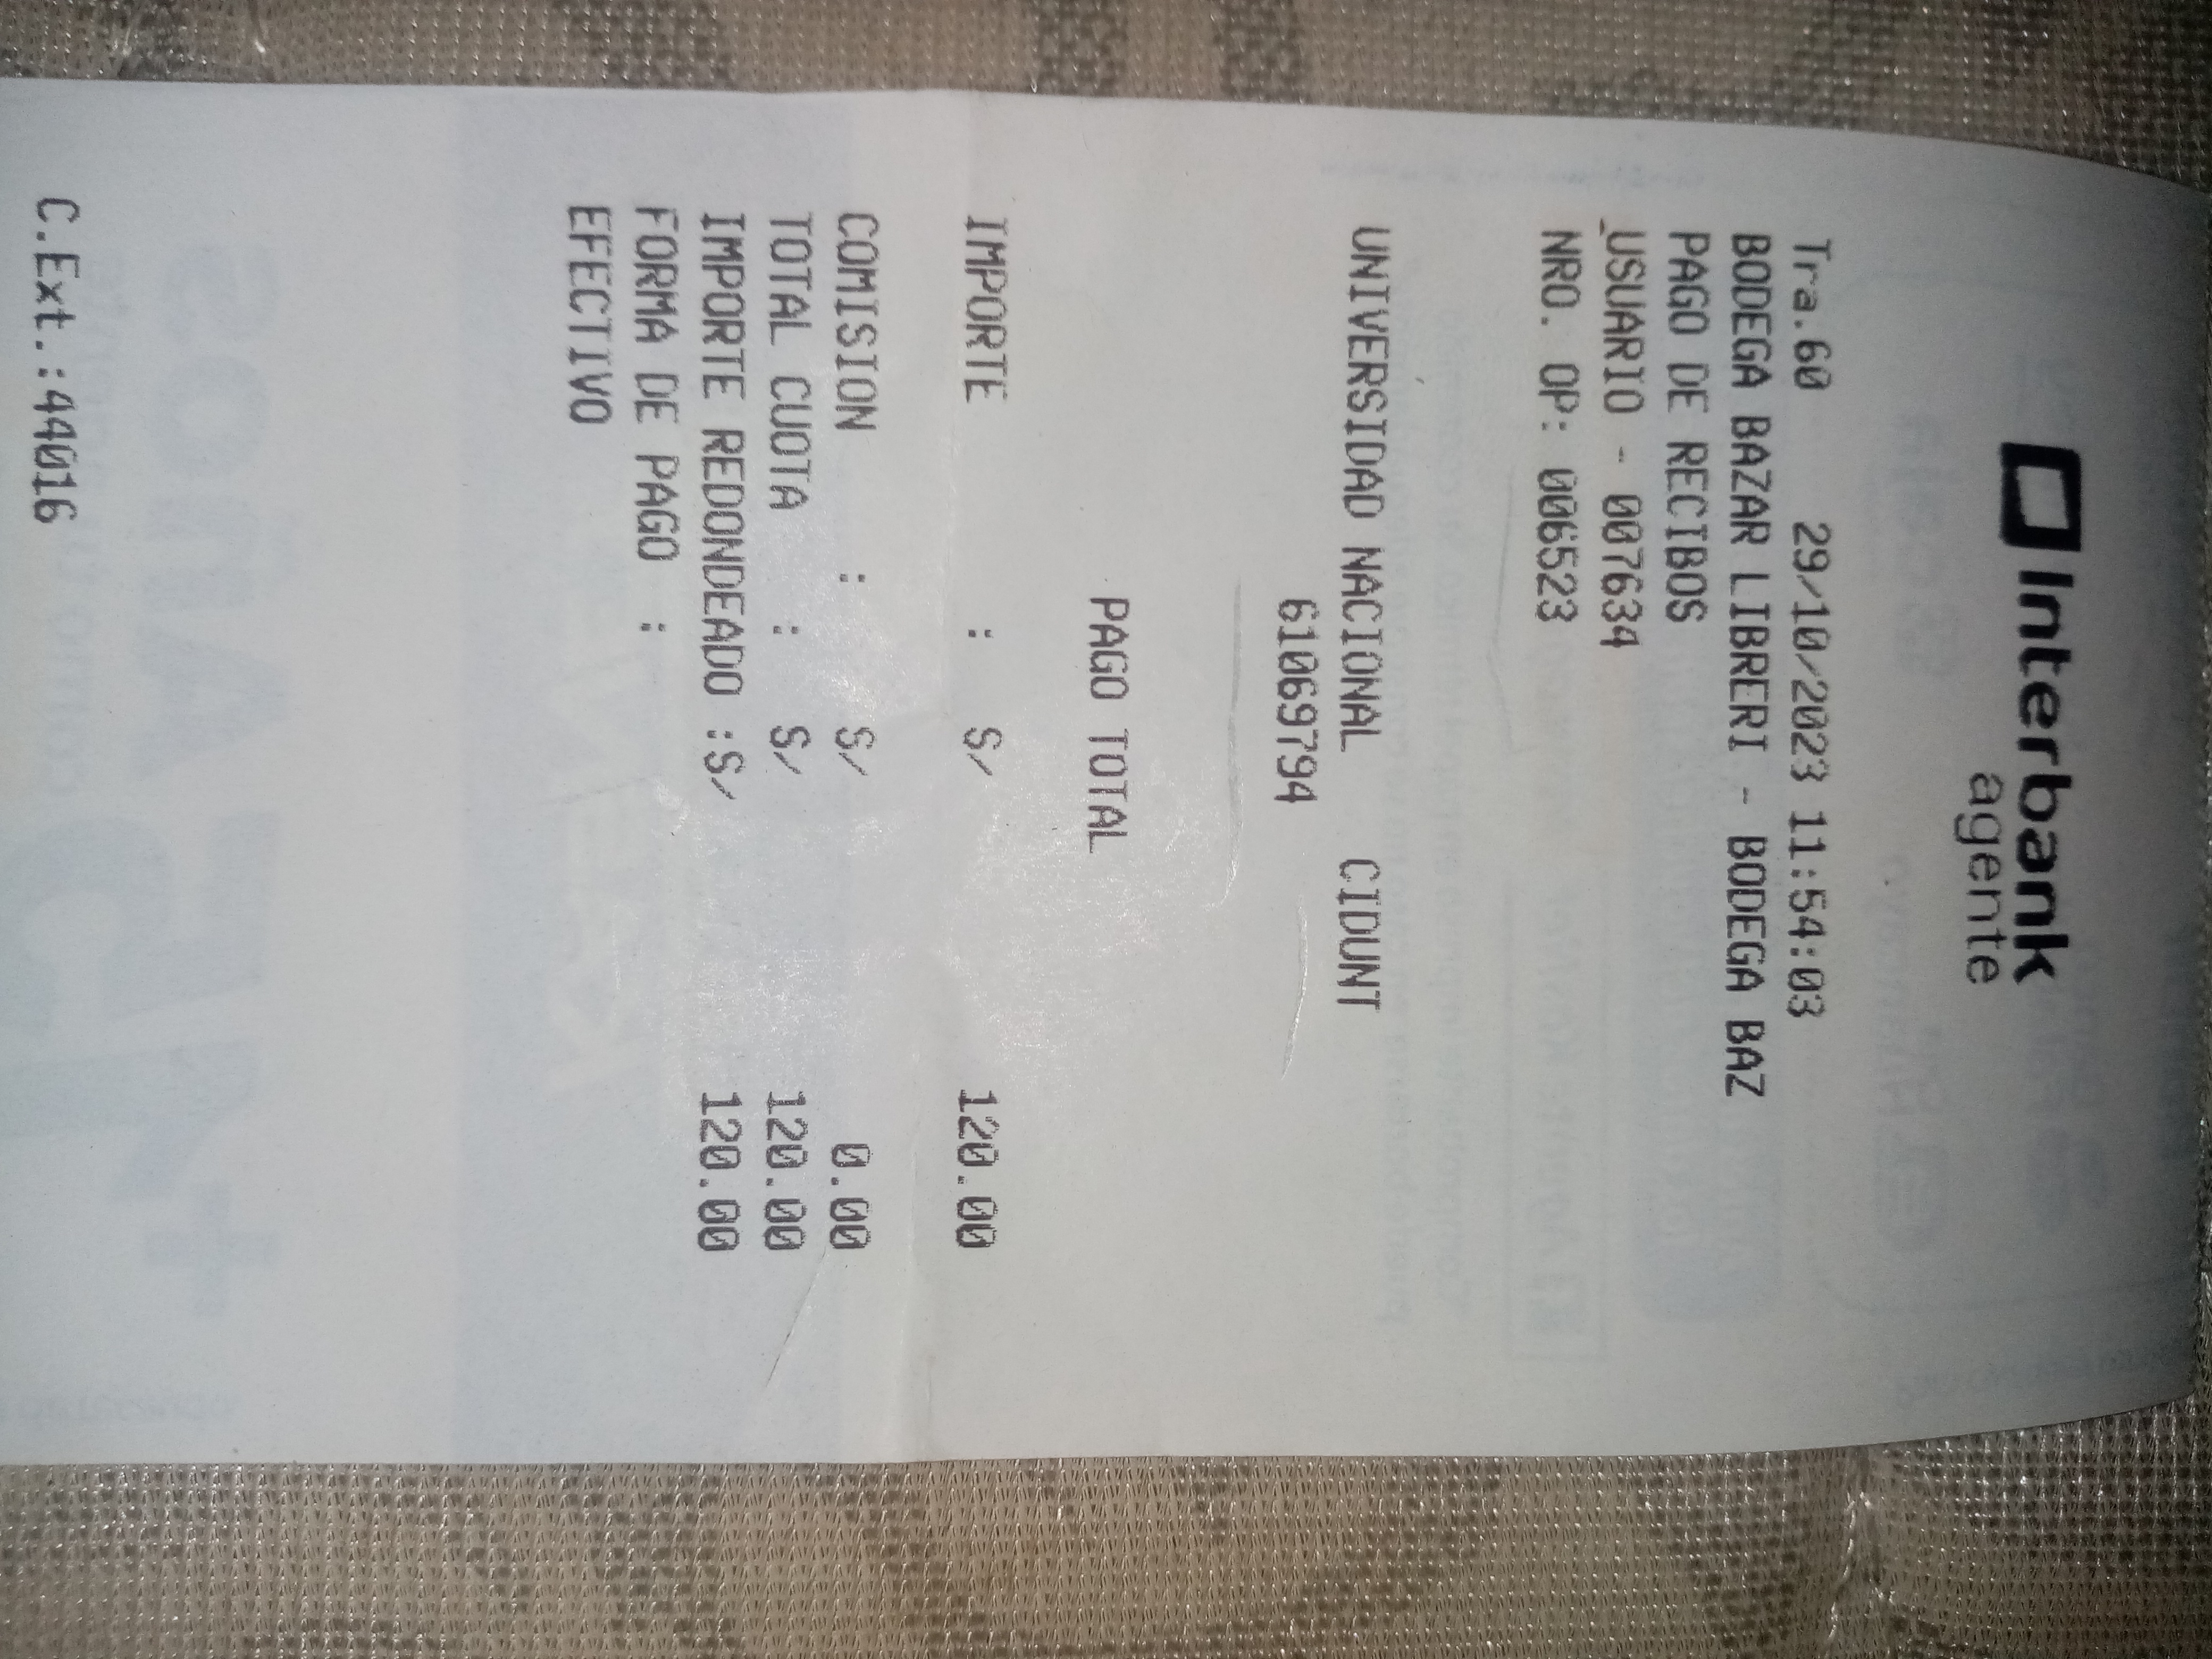 Interbank
agente
Tra.60 29/10/2023 11:54:03
BODEGA BAZAR LIBRERI - BODEGA BAZ
PAGO DE RECIBOS
USUARIO - 007634
NRO. OP: 006523
UNIVERSIDAD NACIONAL CIDUNT
61069794
PAGO TOTAL
IMPORTE : S/ 120.00
COMISION : S/ 0.00
TOTAL CUOTA : S/ 120.00
IMPORTE REDONDEADO :S/ 120.00
FORMA DE PAGO :
EFECTIVO
C.Ext.:44016